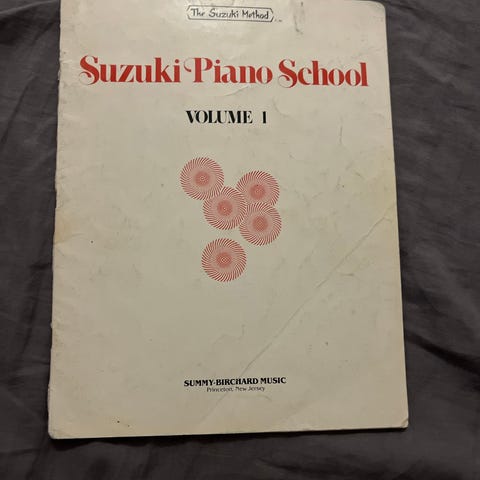 The Suzuki Method
Suzuki Piano School
VOLUME 1
SUMMY-BIRCHARD MUSIC
Princeton, New Jersey